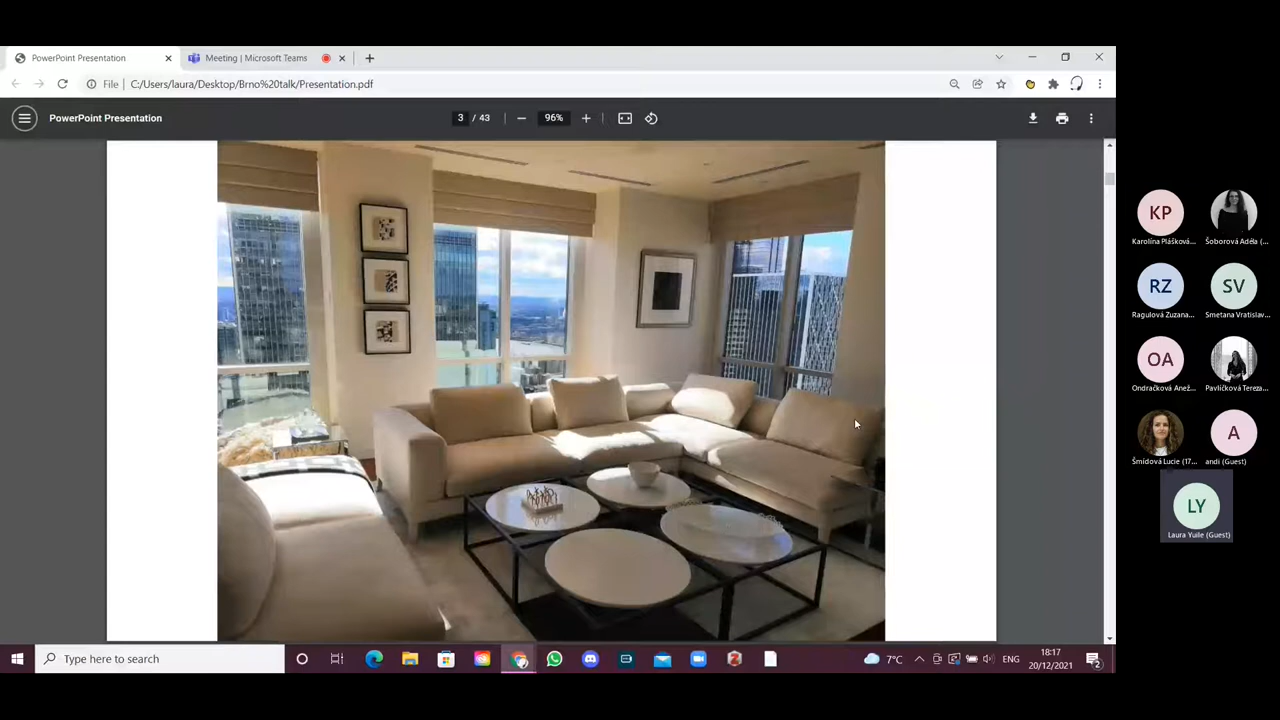 PowerPoint Presentation
Meeting | Microsoft Teams
File
C:/Users/laura/Desktop/Brno%20talk/Presentation.pdf
PowerPoint Presentation
3 / 43
96%
KP
Karolína Plášková...
Šoborová Adéla (...
RZ
SV
Ragulová Zuzana...
Smetana Vratislav...
OA
Ondračková Anež...
Pavlíčková Tereza...
A
Šmídová Lucie (17...
andi (Guest)
LY
Laura Yuile (Guest)
Type here to search
7°C
ENG
18:17
20/12/2021
2